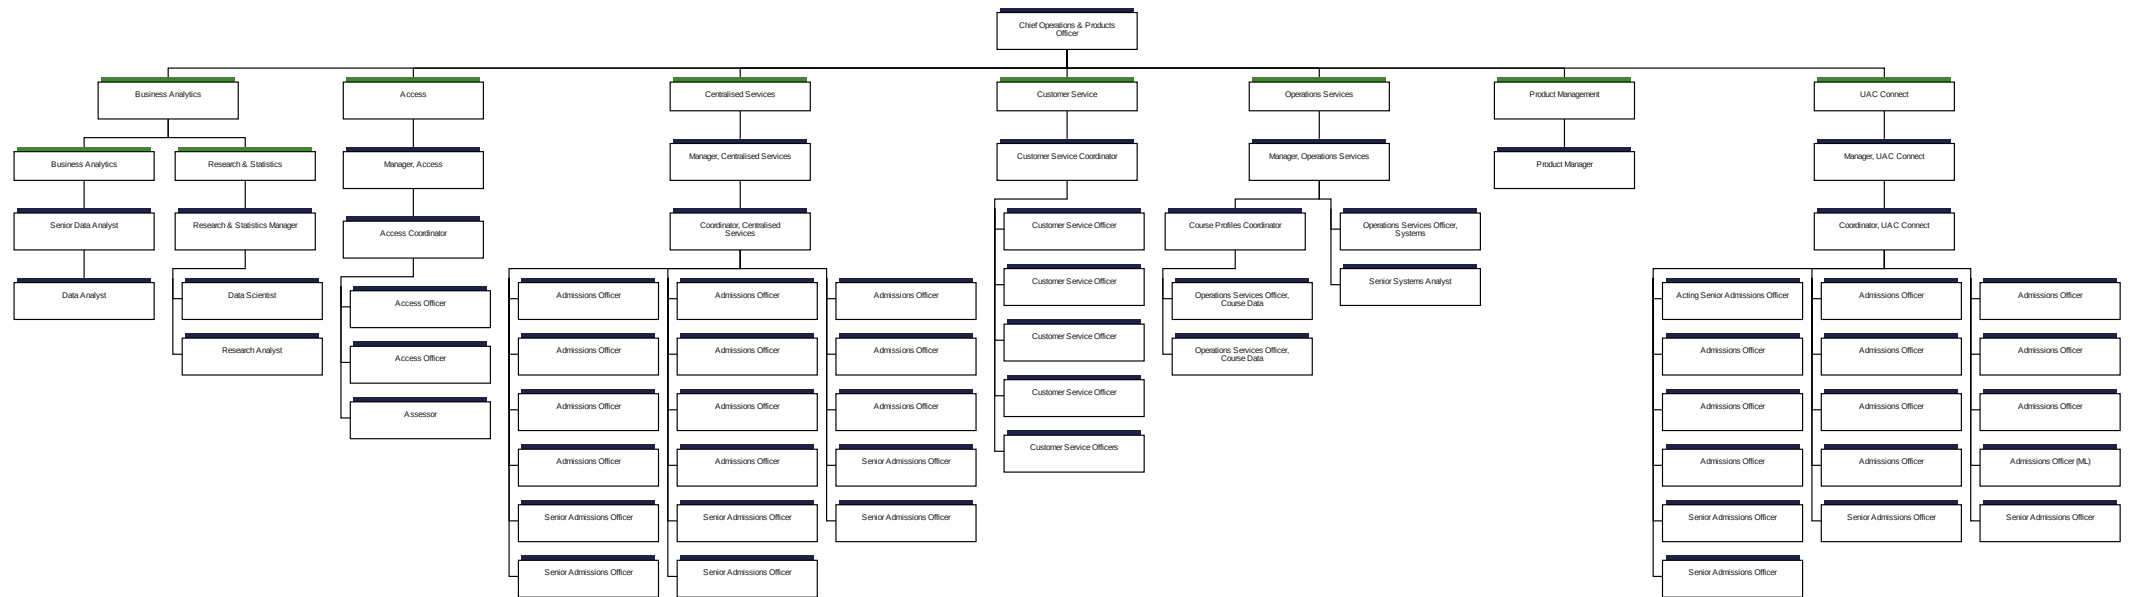 Chief Operations & Products
Officer
Business Analytics
Access
Centralised Services
Customer Service
Operations Services
Product Management
UAC Connect
Business Analytics
Research & Statistics
Manager, Access
Manager, Centralised Services
Customer Service Coordinator
Manager, Operations Services
Product Manager
Manager, UAC Connect
Senior Data Analyst
Research & Statistics Manager
Access Coordinator
Coordinator, Centralised
Services
Customer Service Officer
Course Profiles Coordinator
Operations Services Officer,
Systems
Coordinator, UAC Connect
Data Analyst
Data Scientist
Access Officer
Admissions Officer
Admissions Officer
Admissions Officer
Customer Service Officer
Operations Services Officer,
Course Data
Senior Systems Analyst
Acting Senior Admissions Officer
Admissions Officer
Admissions Officer
Research Analyst
Access Officer
Admissions Officer
Admissions Officer
Admissions Officer
Customer Service Officer
Operations Services Officer,
Course Data
Admissions Officer
Admissions Officer
Admissions Officer
Assessor
Admissions Officer
Admissions Officer
Admissions Officer
Customer Service Officer
Admissions Officer
Admissions Officer
Admissions Officer
Admissions Officer
Admissions Officer
Senior Admissions Officer
Customer Service Officers
Admissions Officer
Admissions Officer
Admissions Officer (ML)
Senior Admissions Officer
Senior Admissions Officer
Senior Admissions Officer
Senior Admissions Officer
Senior Admissions Officer
Senior Admissions Officer
Senior Admissions Officer
Senior Admissions Officer
Senior Admissions Officer